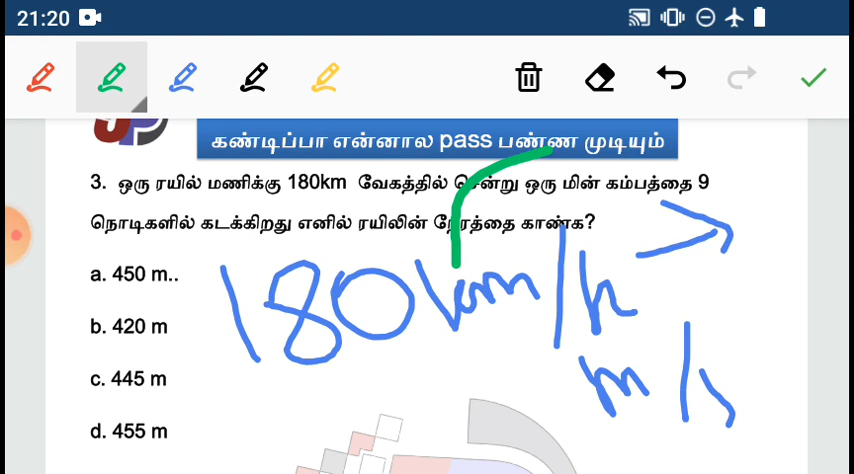 21:20
கண்டிப்பா என்னால pass பண்ண முடியும்
3. ஒரு ரயில் மணிக்கு 180km வேகத்தில் சென்று ஒரு மின் கம்பத்தை 9
நொடிகளில் கடக்கிறது எனில் ரயிலின் நேரத்தை காண்க?
a. 450 m..
b. 420 m
c. 445 m
d. 455 m
180km/h
m/s